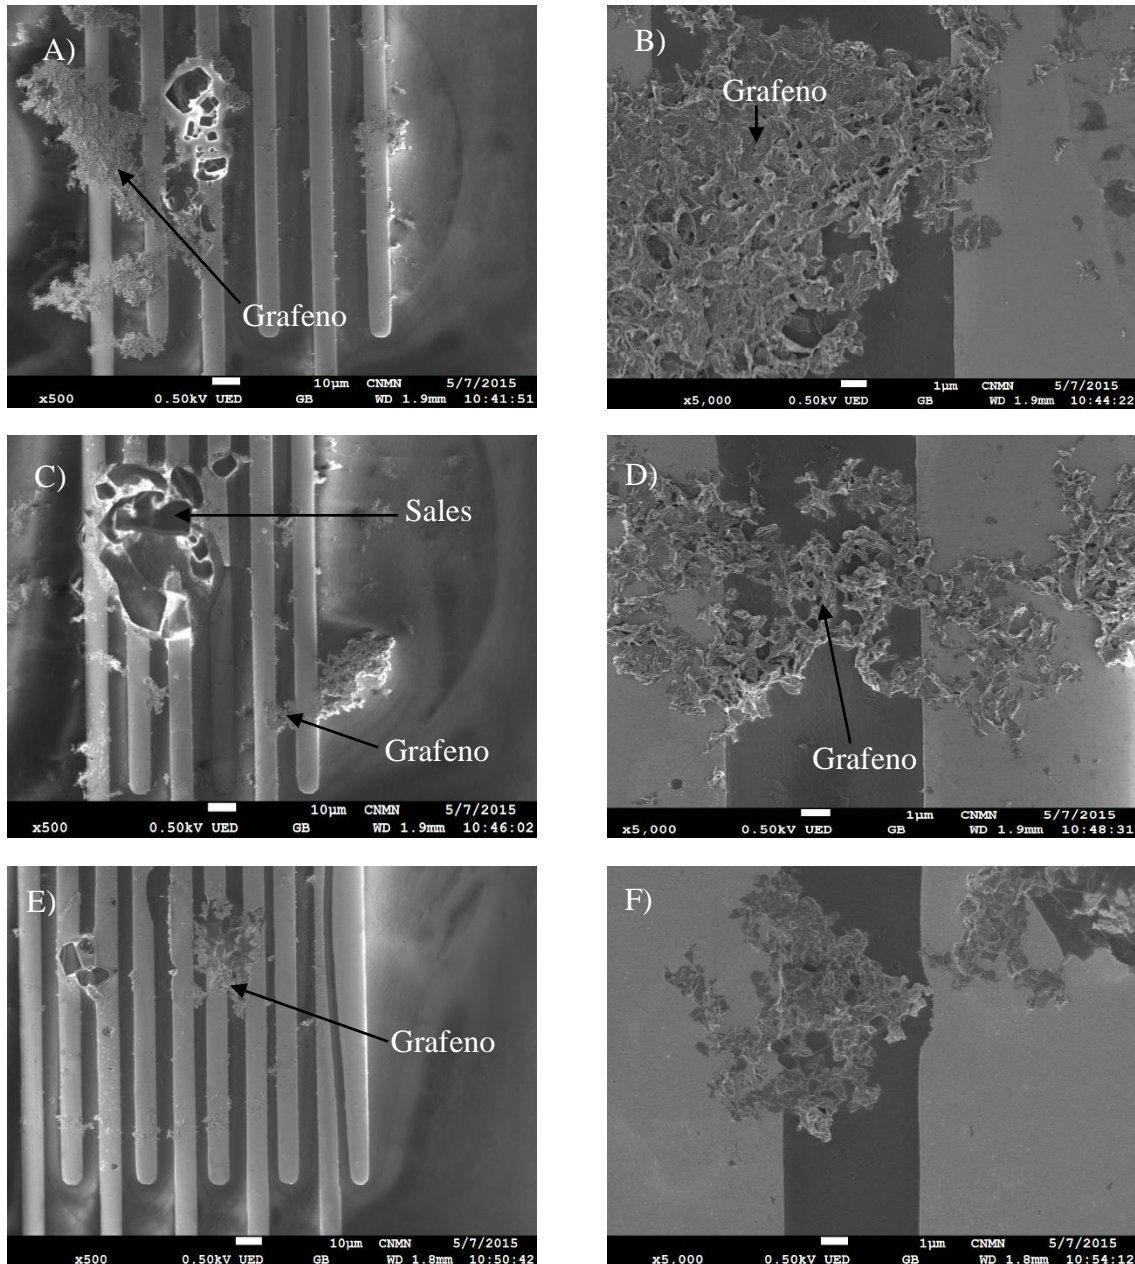 A)
Grafeno
10µm CNMN 5/7/2015
x500 0.50kV UED GB WD 1.9mm 10:41:51
B)
Grafeno
1µm CNMN 5/7/2015
x5,000 0.50kV UED GB WD 1.9mm 10:44:22
C)
Sales
Grafeno
10µm CNMN 5/7/2015
x500 0.50kV UED GB WD 1.9mm 10:46:02
D)
Grafeno
1µm CNMN 5/7/2015
x5,000 0.50kV UED GB WD 1.9mm 10:48:31
E)
Grafeno
10µm CNMN 5/7/2015
x500 0.50kV UED GB WD 1.8mm 10:50:42
F)
1µm CNMN 5/7/2015
x5,000 0.50kV UED GB WD 1.8mm 10:54:12